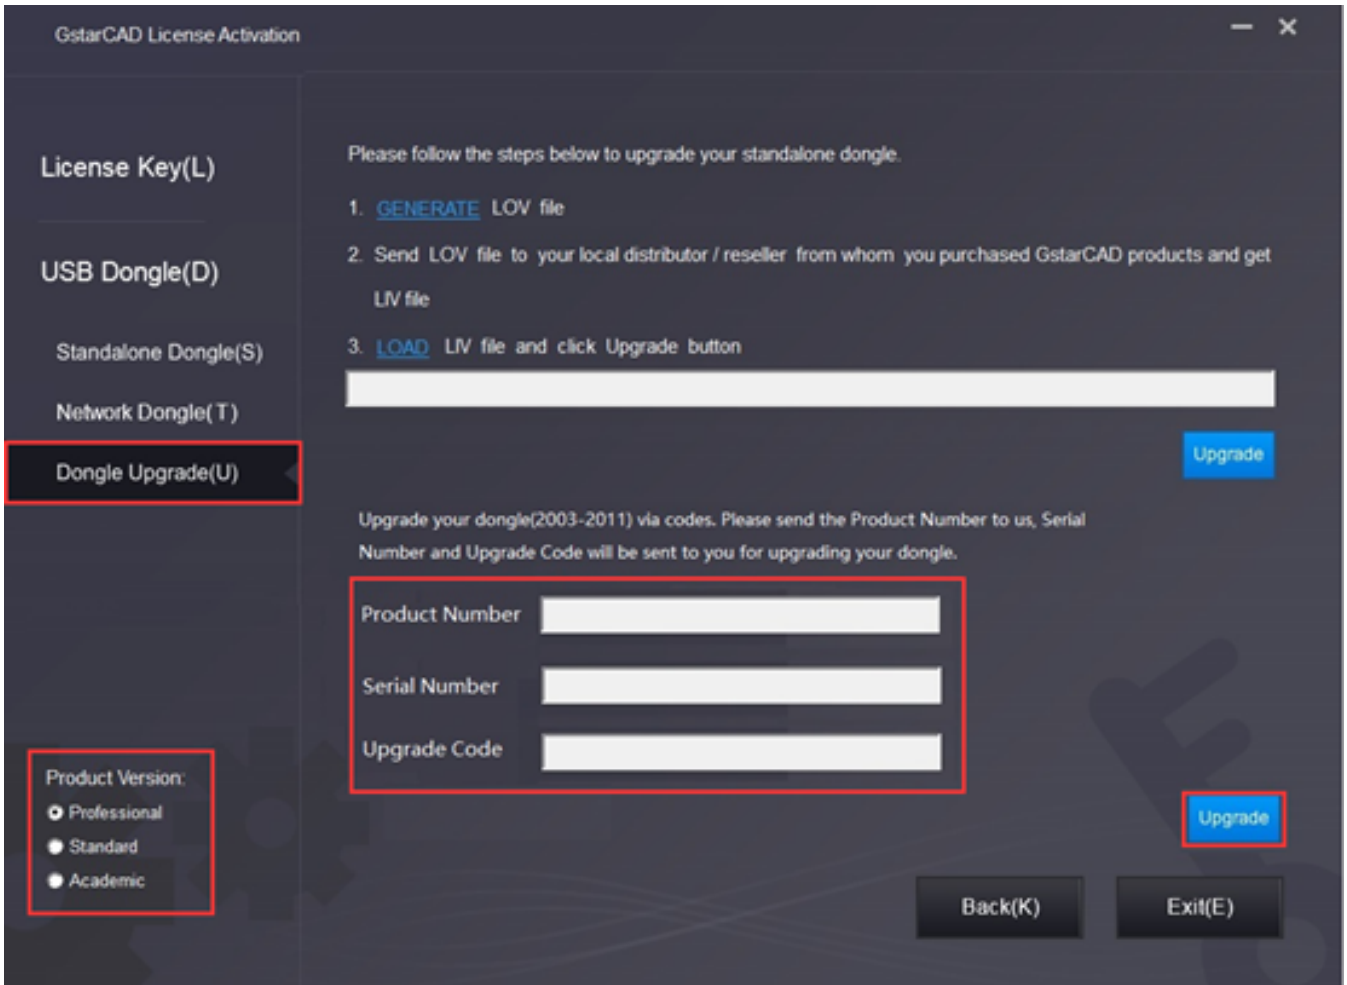 GstarCAD License Activation
License Key(L)
USB Dongle(D)
Standalone Dongle(S)
Network Dongle(T)
Dongle Upgrade(U)
Product Version:
Professional
Standard
Academic
Please follow the steps below to upgrade your standalone dongle.
1. GENERATE LOV file
2. Send LOV file to your local distributor / reseller from whom you purchased GstarCAD products and get
LIV file
3. LOAD LIV file and click Upgrade button
Upgrade
Upgrade your dongle(2003-2011) via codes. Please send the Product Number to us, Serial
Number and Upgrade Code will be sent to you for upgrading your dongle.
Product Number
Serial Number
Upgrade Code
Upgrade
Back(K)
Exit(E)